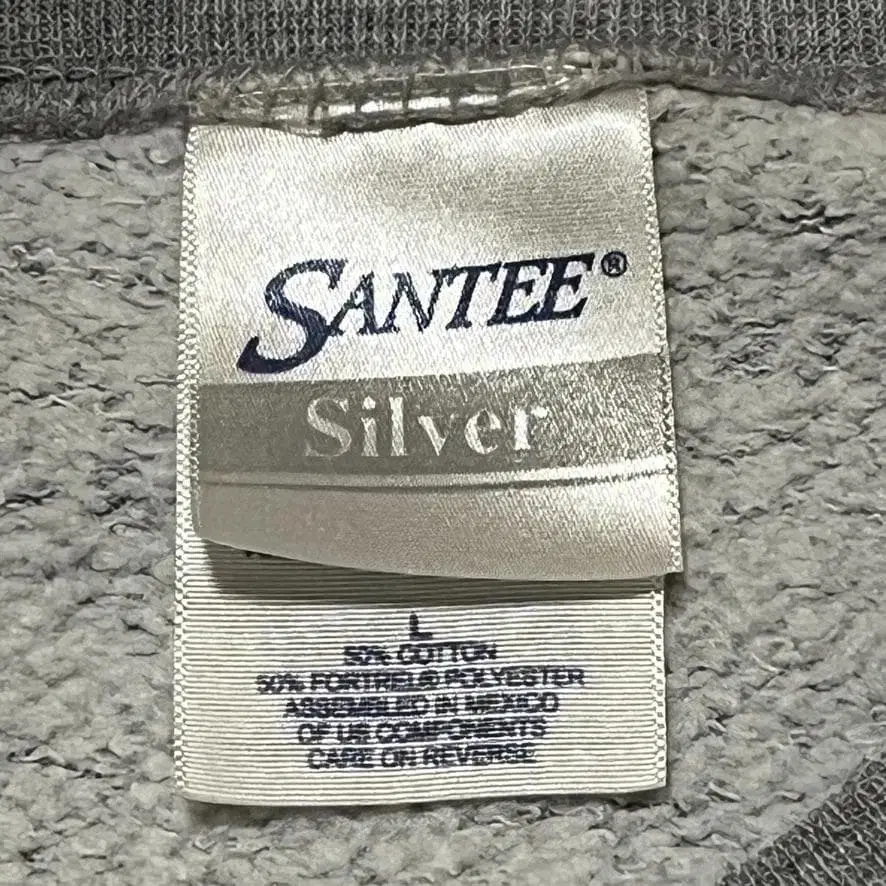 SANTEE®
Silver
L
50% COTTON
50% FORTREL® POLYESTER
ASSEMBLED IN MEXICO
OF US COMPONENTS
CARE ON REVERSE